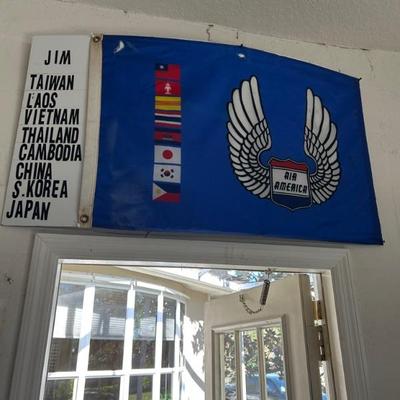 JIM
TAIWAN
LAOS
VIETNAM
THAILAND
CAMBODIA
CHINA
S.KOREA
JAPAN
AIR
AMERICA